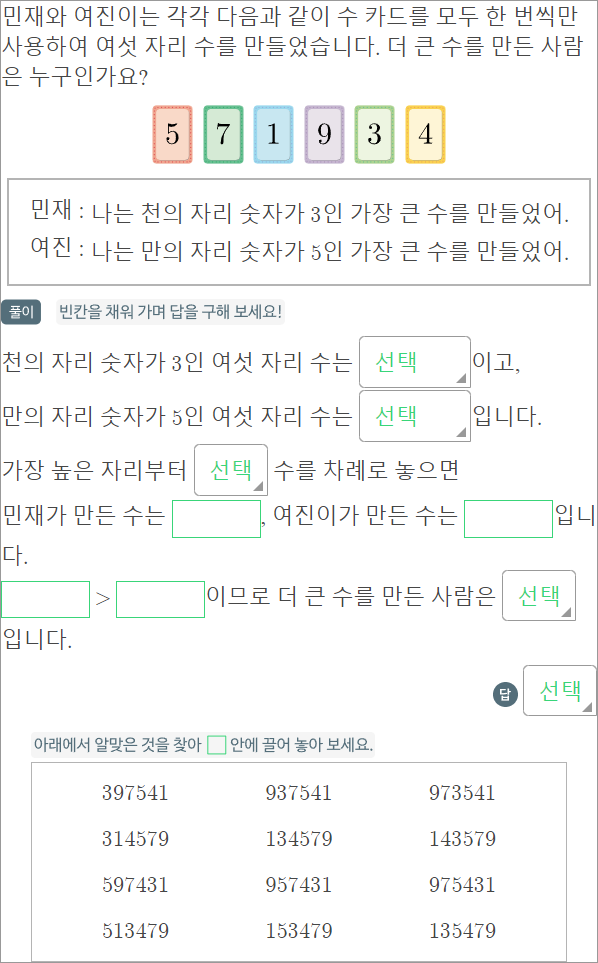 민재와 여진이는 각각 다음과 같이 수 카드를 모두 한 번씩만
사용하여 여섯 자리 수를 만들었습니다. 더 큰 수를 만든 사람
은 누구인가요?
5 7 1 9 3 4
민재 : 나는 천의 자리 숫자가 3인 가장 큰 수를 만들었어.
여진 : 나는 만의 자리 숫자가 5인 가장 큰 수를 만들었어.
풀이 빈칸을 채워 가며 답을 구해 보세요!
천의 자리 숫자가 3인 여섯 자리 수는 선택 이고,
만의 자리 숫자가 5인 여섯 자리 수는 선택 입니다.
가장 높은 자리부터 선택 수를 차례로 놓으면
민재가 만든 수는 , 여진이가 만든 수는 입니
다.
> 이므로 더 큰 수를 만든 사람은 선택
입니다.
답 선택
아래에서 알맞은 것을 찾아 안에 끌어 놓아 보세요.
397541 937541 973541
314579 134579 143579
597431 957431 975431
513479 153479 135479